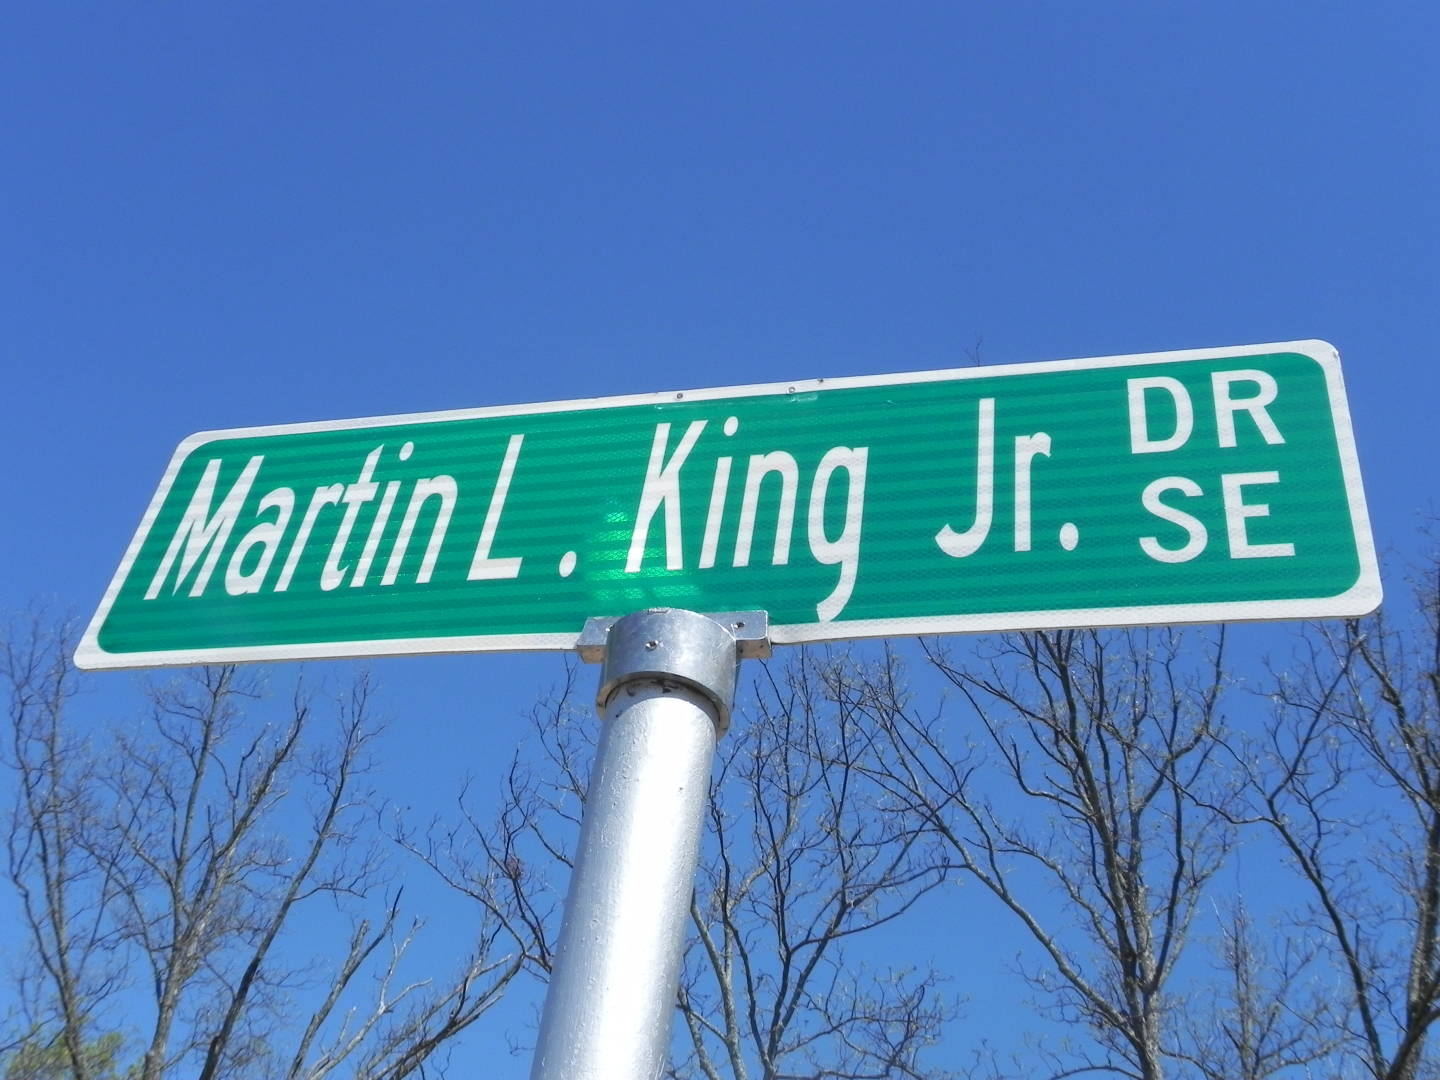 Martin L. King Jr. DR
SE